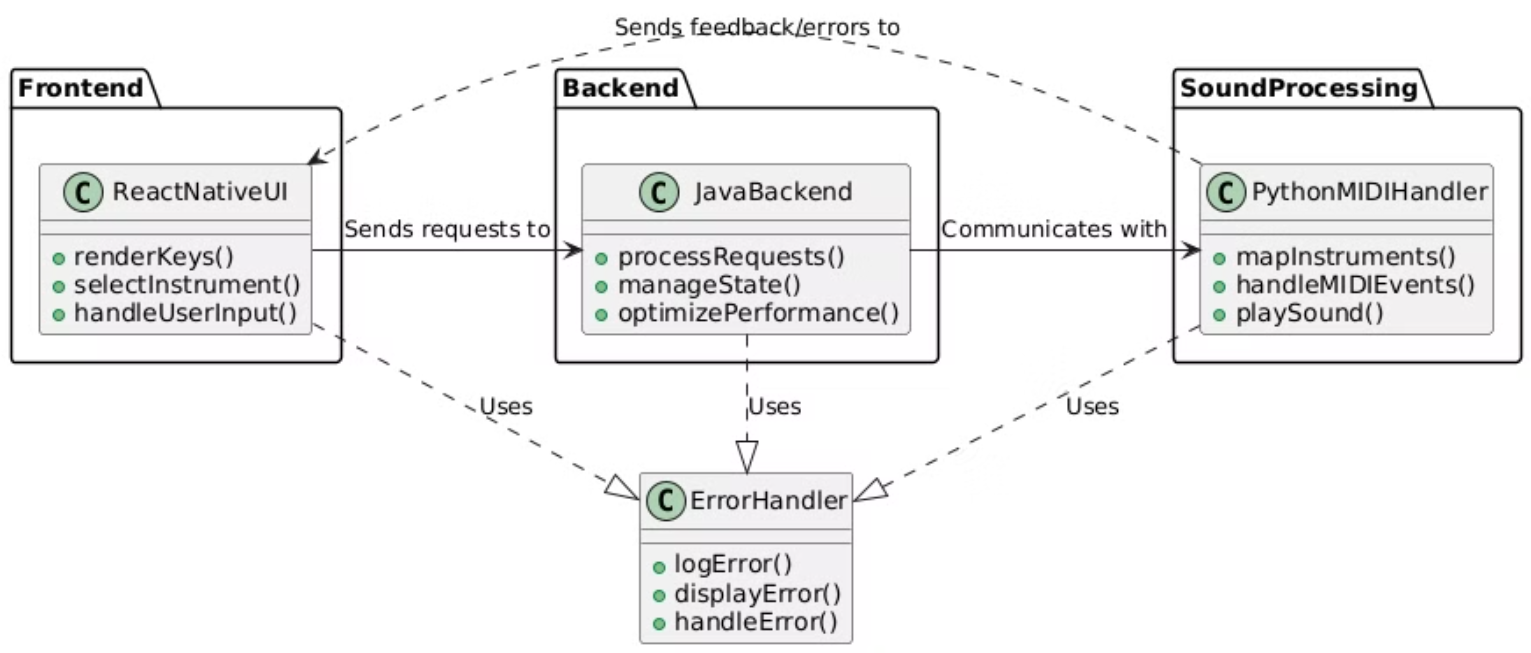 Sends feedback/errors to
Frontend
Backend
SoundProcessing
C ReactNativeUI
renderKeys()
selectInstrument()
handleUserInput()
Sends requests to
C JavaBackend
processRequests()
manageState()
optimizePerformance()
Communicates with
C PythonMIDIHandler
mapInstruments()
handleMIDIEvents()
playSound()
Uses
Uses
Uses
C ErrorHandler
logError()
displayError()
handleError()